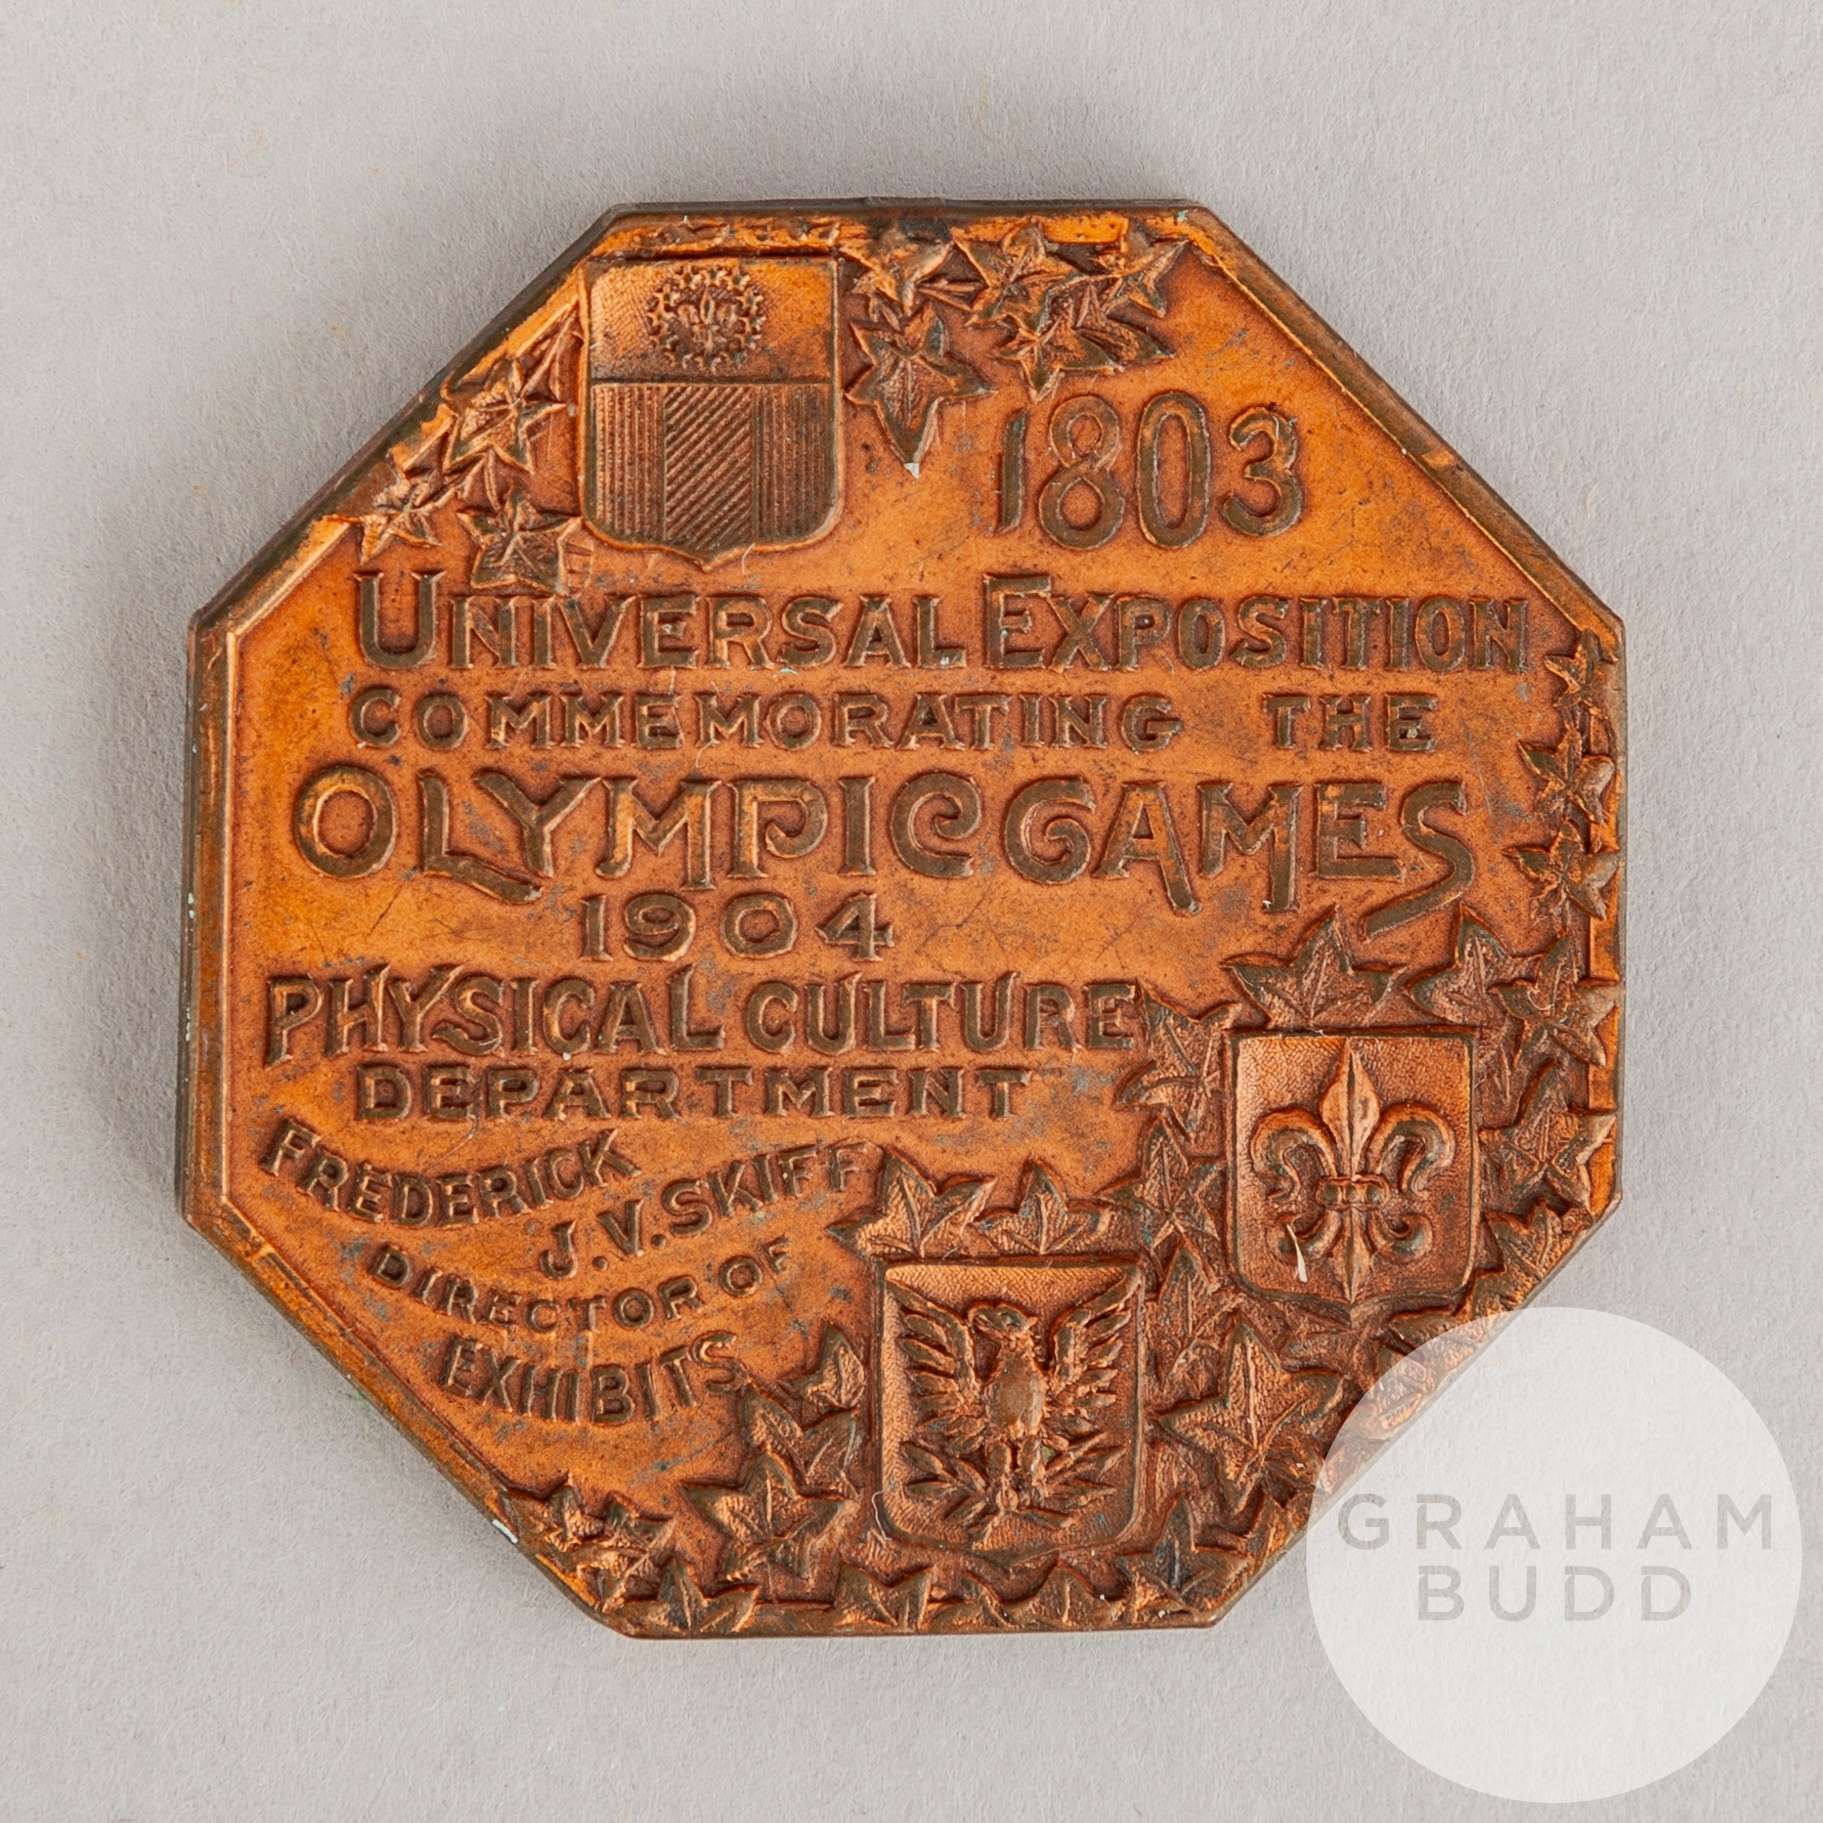 1803
UNIVERSAL EXPOSITION
COMMEMORATING THE
OLYMPIC GAMES
1904
PHYSICAL CULTURE
DEPARTMENT
FREDERICK
J.V. SKIFF
DIRECTOR OF
EXHIBITS
GRAHAM
BUDD